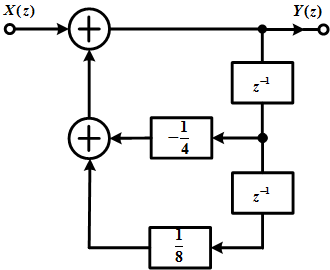 X(z) Y(z)
+
z⁻¹
+ −1/4
z⁻¹
1/8